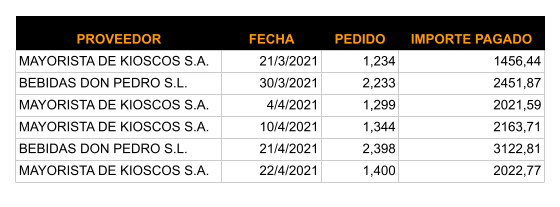 PROVEEDOR FECHA PEDIDO IMPORTE PAGADO
MAYORISTA DE KIOSCOS S.A. 21/3/2021 1,234 1456,44
BEBIDAS DON PEDRO S.L. 30/3/2021 2,233 2451,87
MAYORISTA DE KIOSCOS S.A. 4/4/2021 1,299 2021,59
MAYORISTA DE KIOSCOS S.A. 10/4/2021 1,344 2163,71
BEBIDAS DON PEDRO S.L. 21/4/2021 2,398 3122,81
MAYORISTA DE KIOSCOS S.A. 22/4/2021 1,400 2022,77